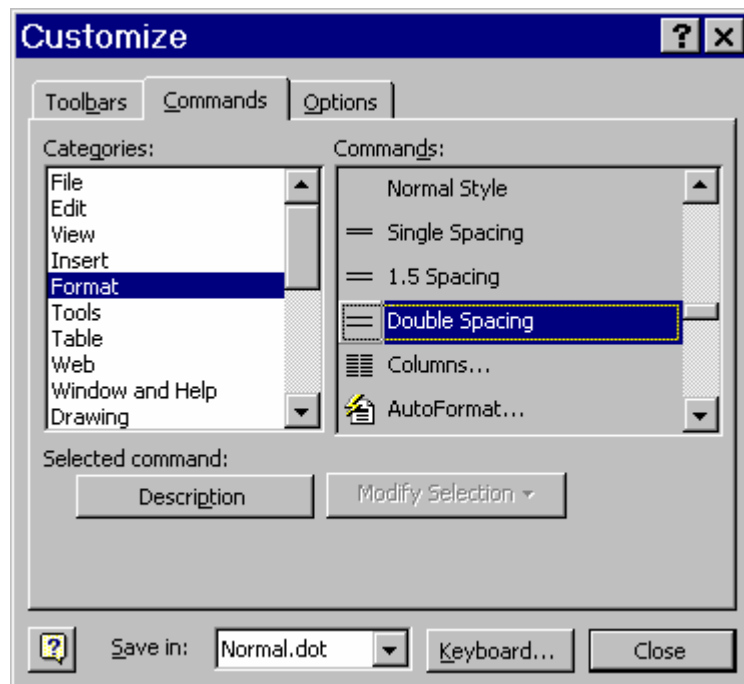 Customize
Toolbars Commands Options
Categories: Commands:
File
Edit
View
Insert
Format
Tools
Table
Web
Window and Help
Drawing
Normal Style
Single Spacing
1.5 Spacing
Double Spacing
Columns...
AutoFormat...
Selected command:
Description Modify Selection
Save in: Normal.dot Keyboard... Close